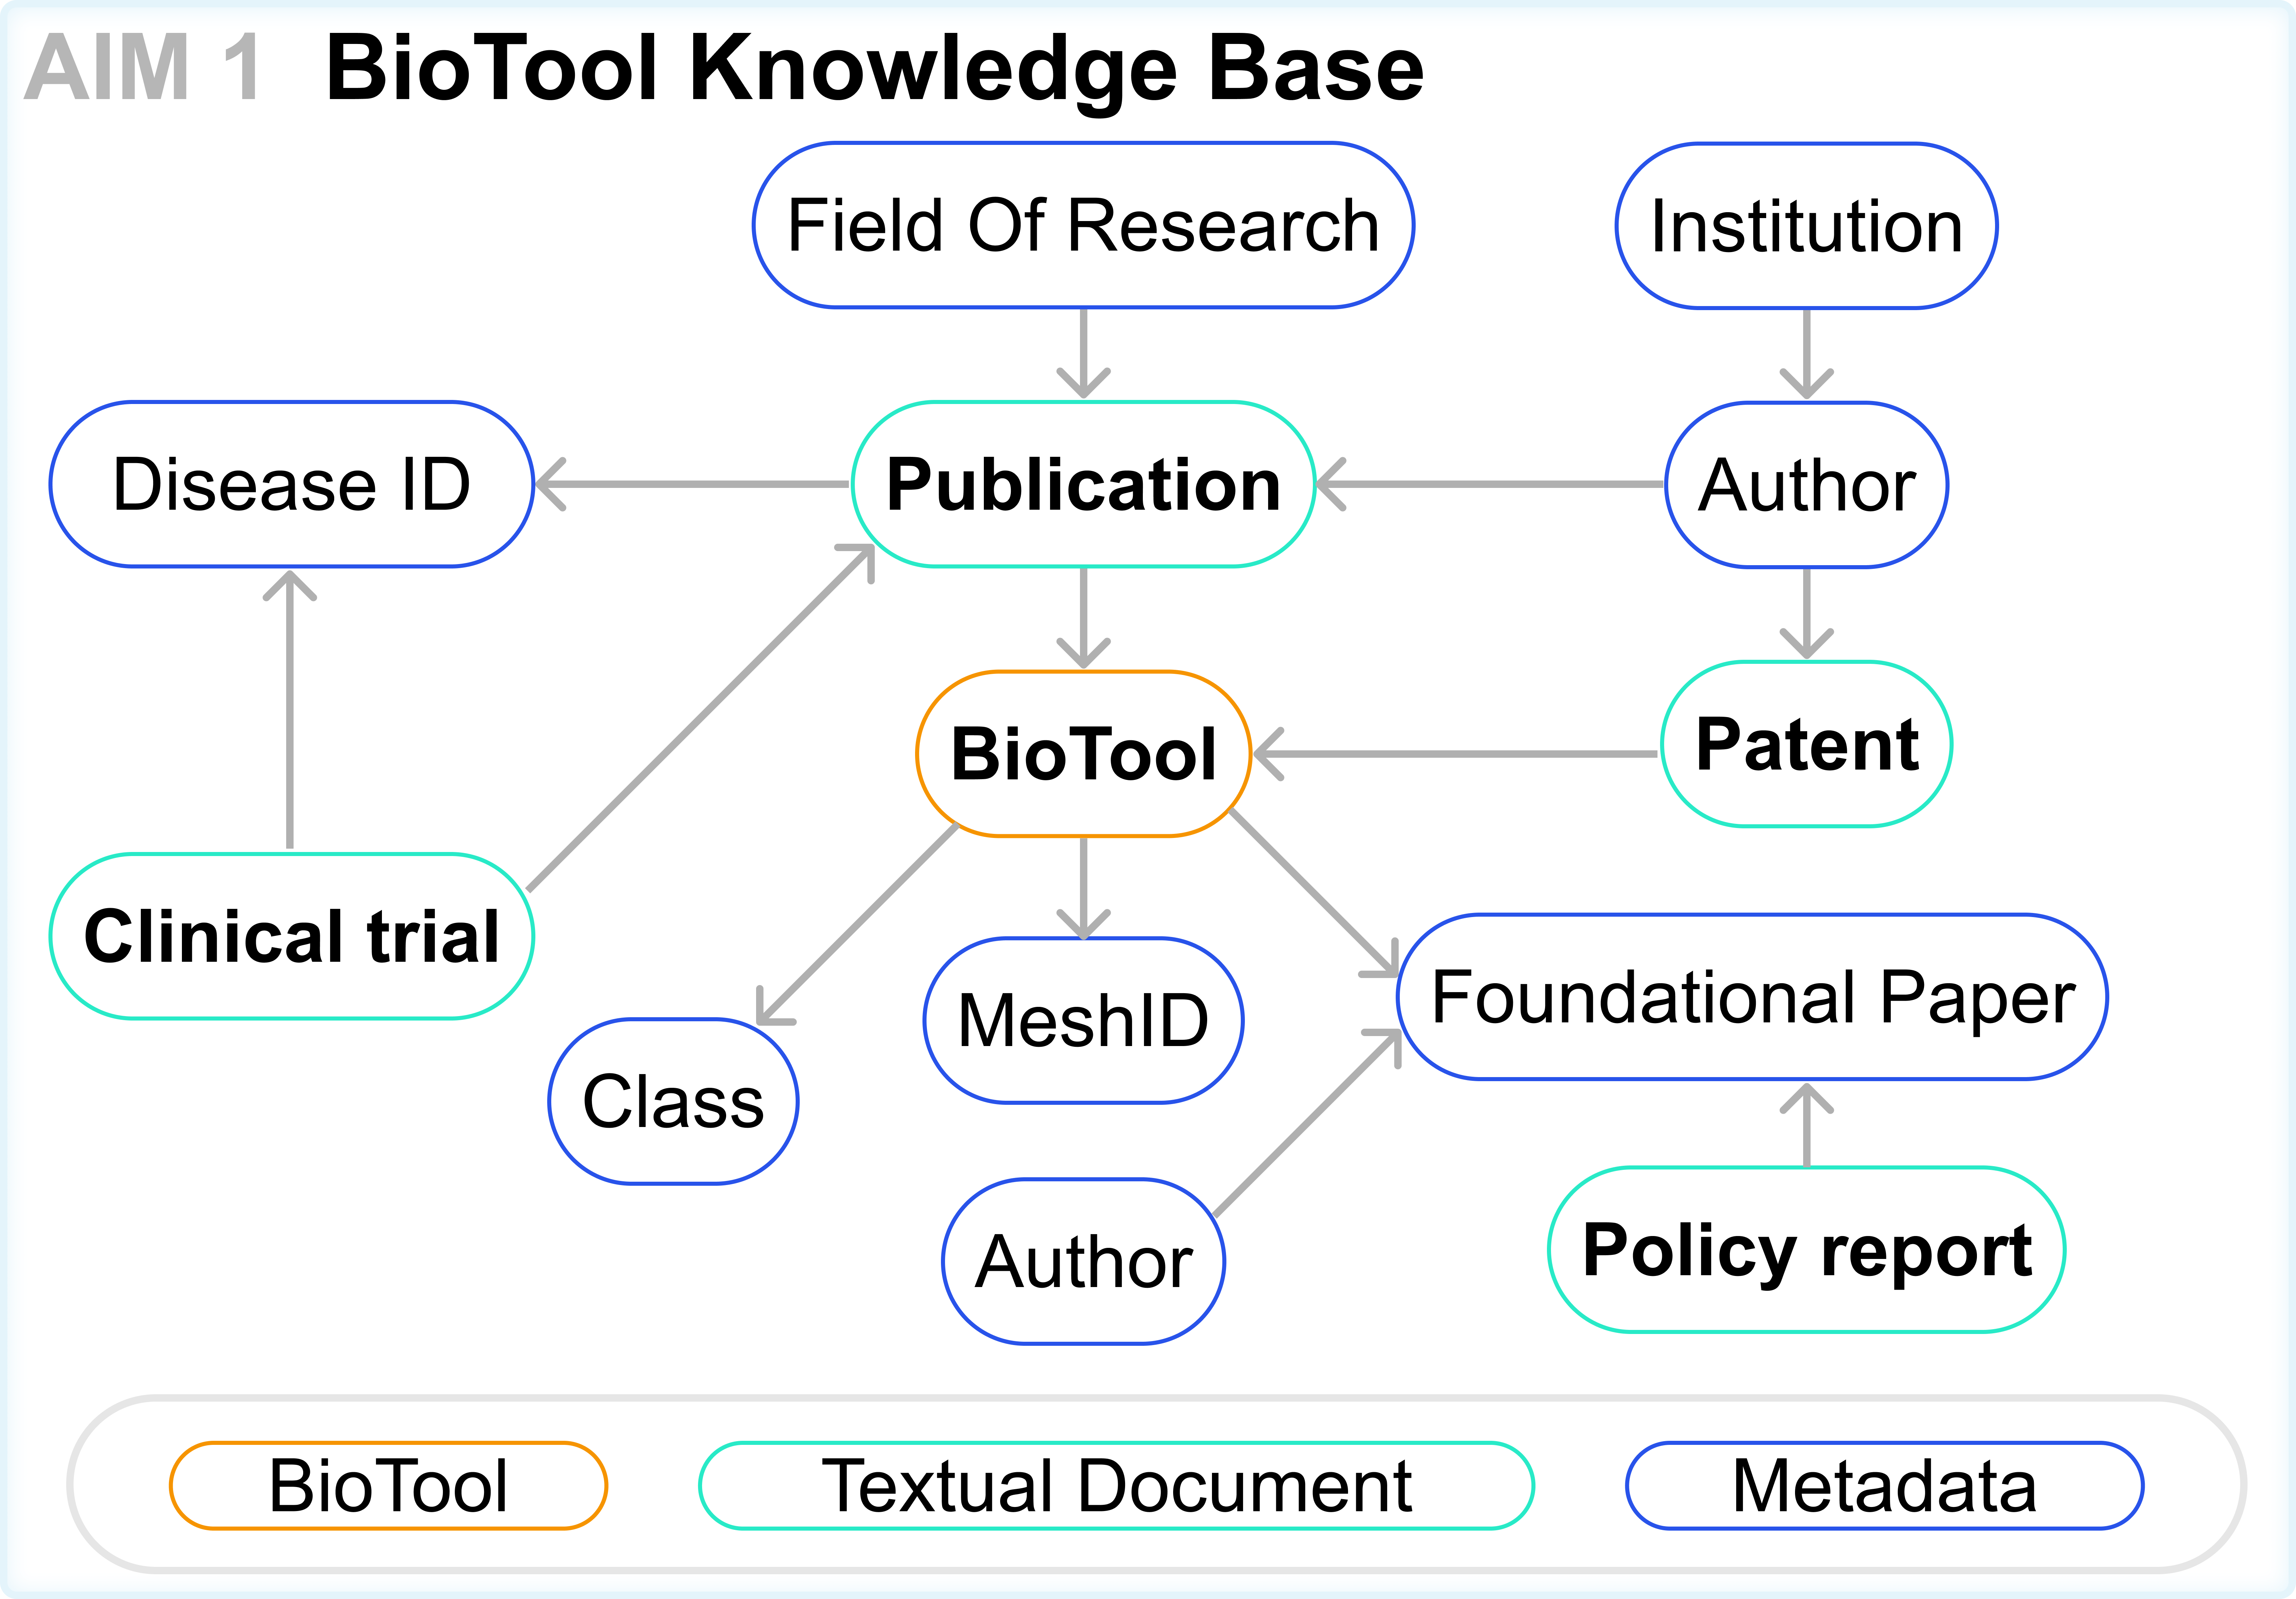 AIM 1 BioTool Knowledge Base
Field Of Research
Institution
Disease ID
Publication
Author
BioTool
Patent
Clinical trial
MeshID
Foundational Paper
Class
Author
Policy report
BioTool
Textual Document
Metadata